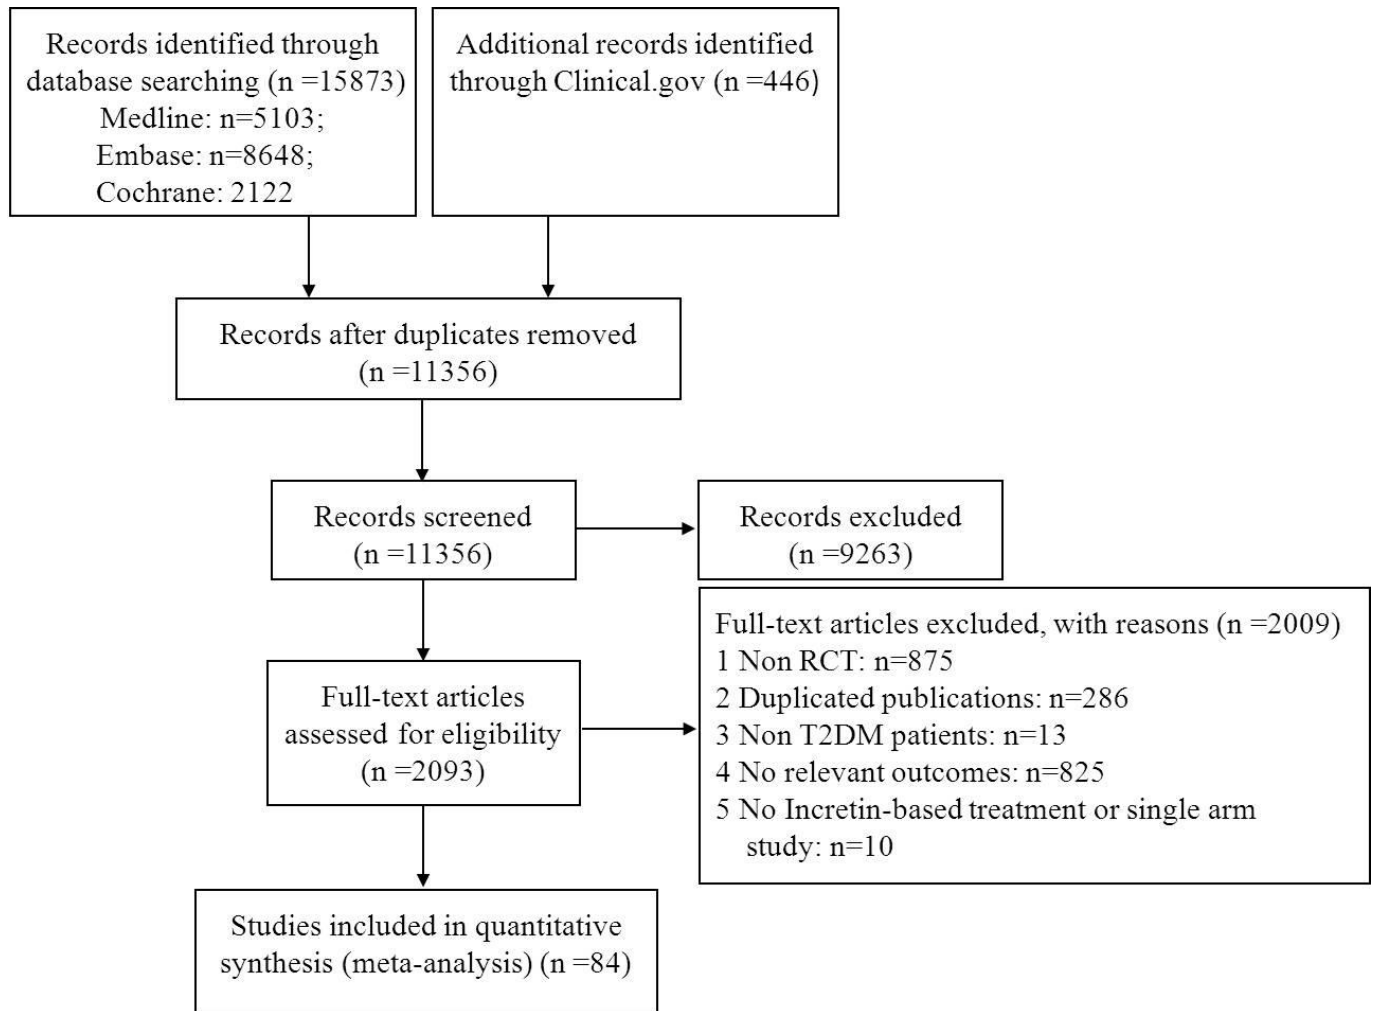 Records identified through
database searching (n =15873)
Medline: n=5103;
Embase: n=8648;
Cochrane: 2122
Additional records identified
through Clinical.gov (n =446)
Records after duplicates removed
(n =11356)
Records screened
(n =11356)
Records excluded
(n =9263)
Full-text articles
assessed for eligibility
(n =2093)
Full-text articles excluded, with reasons (n =2009)
1 Non RCT: n=875
2 Duplicated publications: n=286
3 Non T2DM patients: n=13
4 No relevant outcomes: n=825
5 No Incretin-based treatment or single arm
study: n=10
Studies included in quantitative
synthesis (meta-analysis) (n =84)